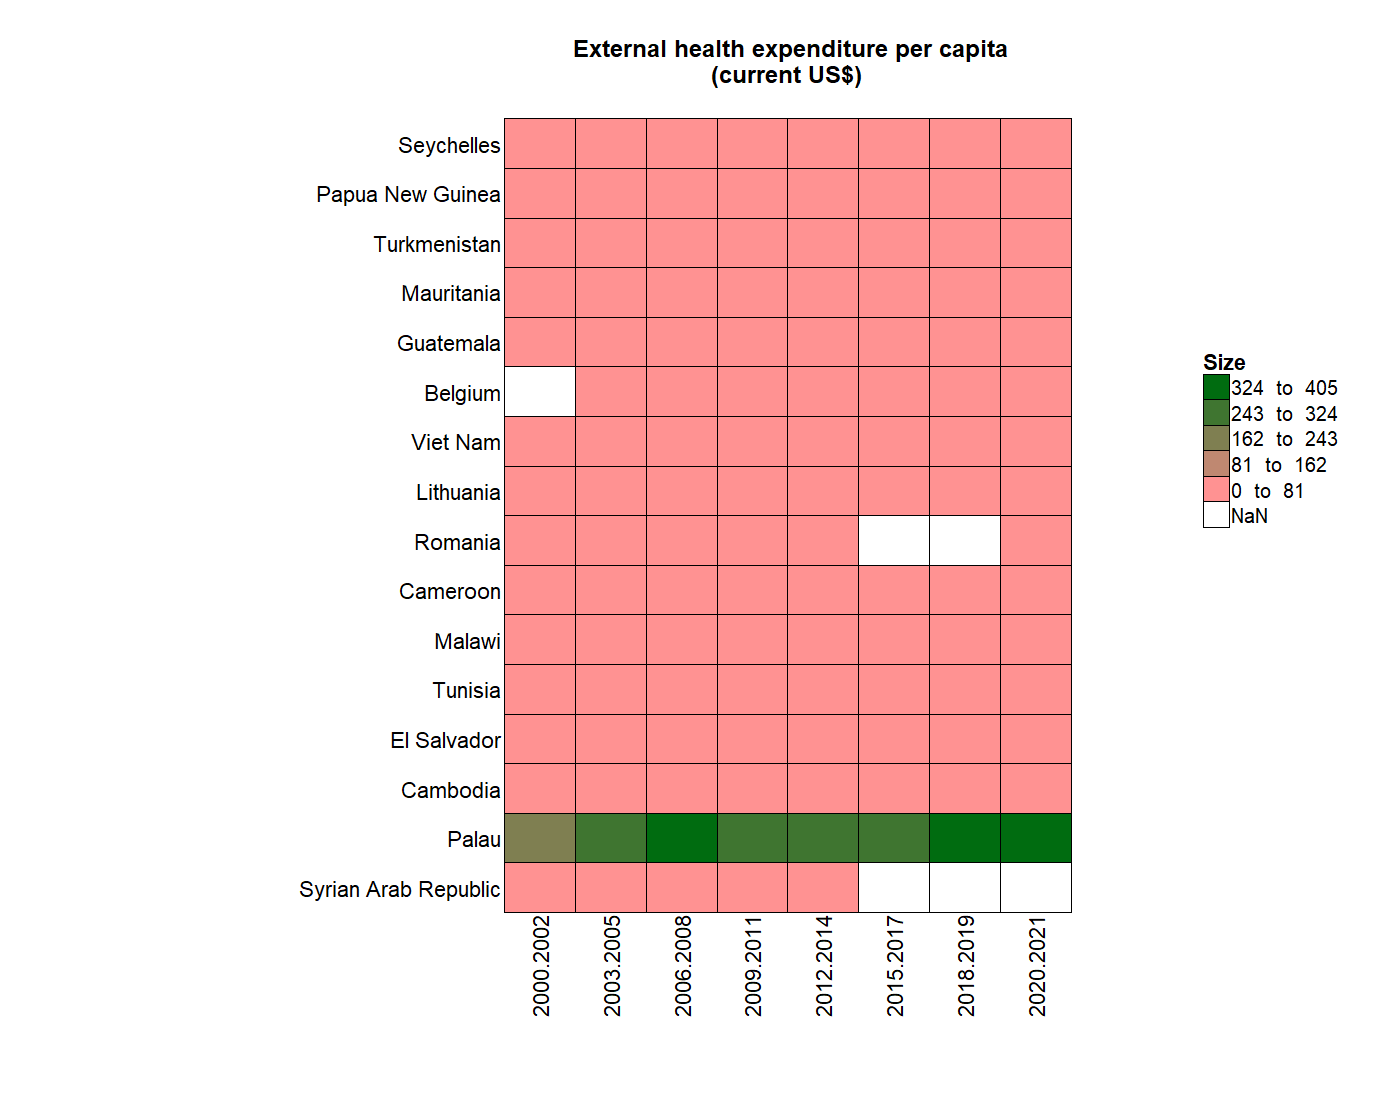 External health expenditure per capita
(current US$)
Seychelles
Papua New Guinea
Turkmenistan
Mauritania
Guatemala
Belgium
Viet Nam
Lithuania
Romania
Cameroon
Malawi
Tunisia
El Salvador
Cambodia
Palau
Syrian Arab Republic
2000.2002
2003.2005
2006.2008
2009.2011
2012.2014
2015.2017
2018.2019
2020.2021
Size
324 to 405
243 to 324
162 to 243
81 to 162
0 to 81
NaN